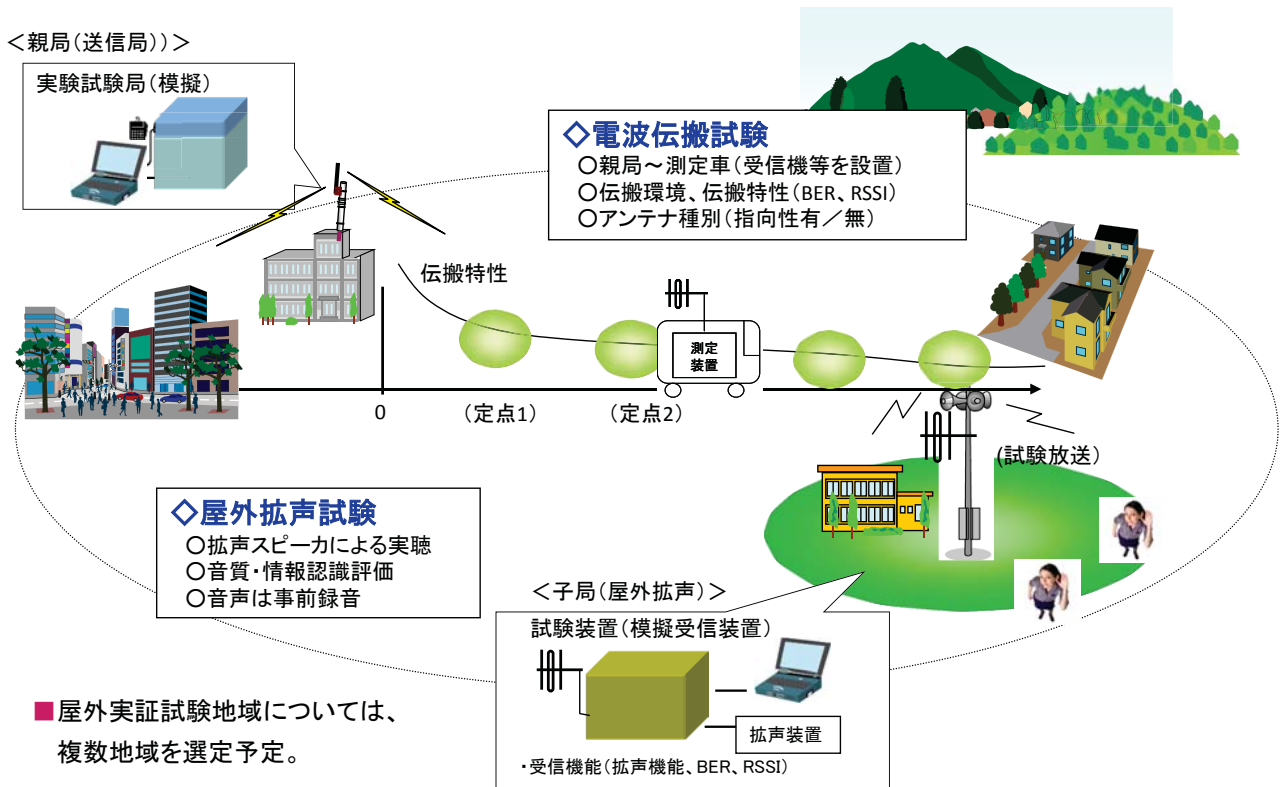 ＜親局(送信局))＞
実験試験局(模擬)
◇電波伝搬試験
○親局～測定車(受信機等を設置)
○伝搬環境、伝搬特性(BER、RSSI)
○アンテナ種別(指向性有／無)
伝搬特性
測定
装置
0
(定点1)
(定点2)
(試験放送)
◇屋外拡声試験
○拡声スピーカによる実聴
○音質・情報認識評価
○音声は事前録音
＜子局(屋外拡声)＞
試験装置(模擬受信装置)
拡声装置
・受信機能(拡声機能、BER、RSSI)
■屋外実証試験地域については、
複数地域を選定予定。